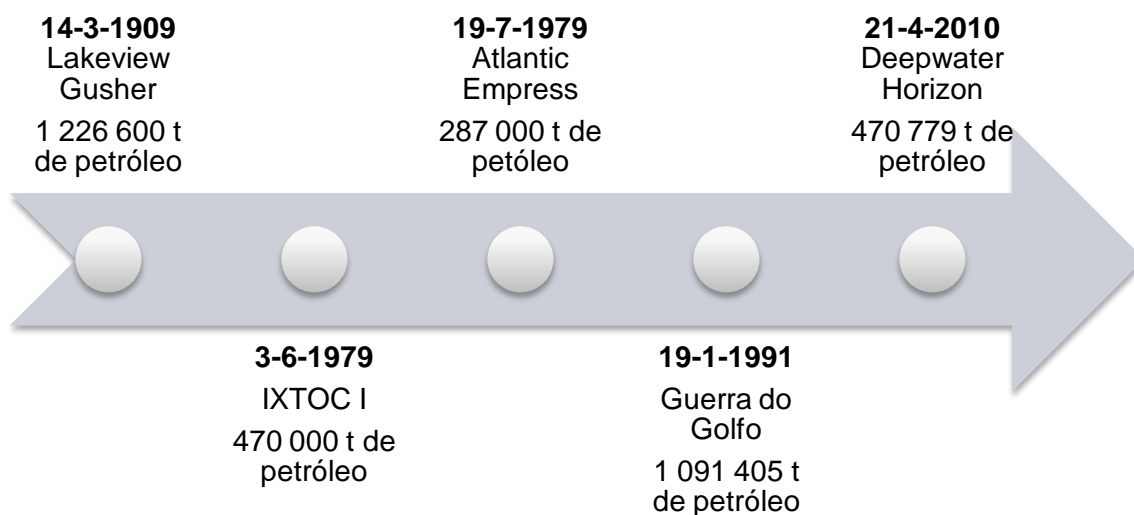 14-3-1909
Lakeview
Gusher
1 226 600 t
de petróleo
3-6-1979
IXTOC I
470 000 t de
petróleo
19-7-1979
Atlantic
Empress
287 000 t de
petóleo
19-1-1991
Guerra do
Golfo
1 091 405 t
de petróleo
21-4-2010
Deepwater
Horizon
470 779 t de
petróleo